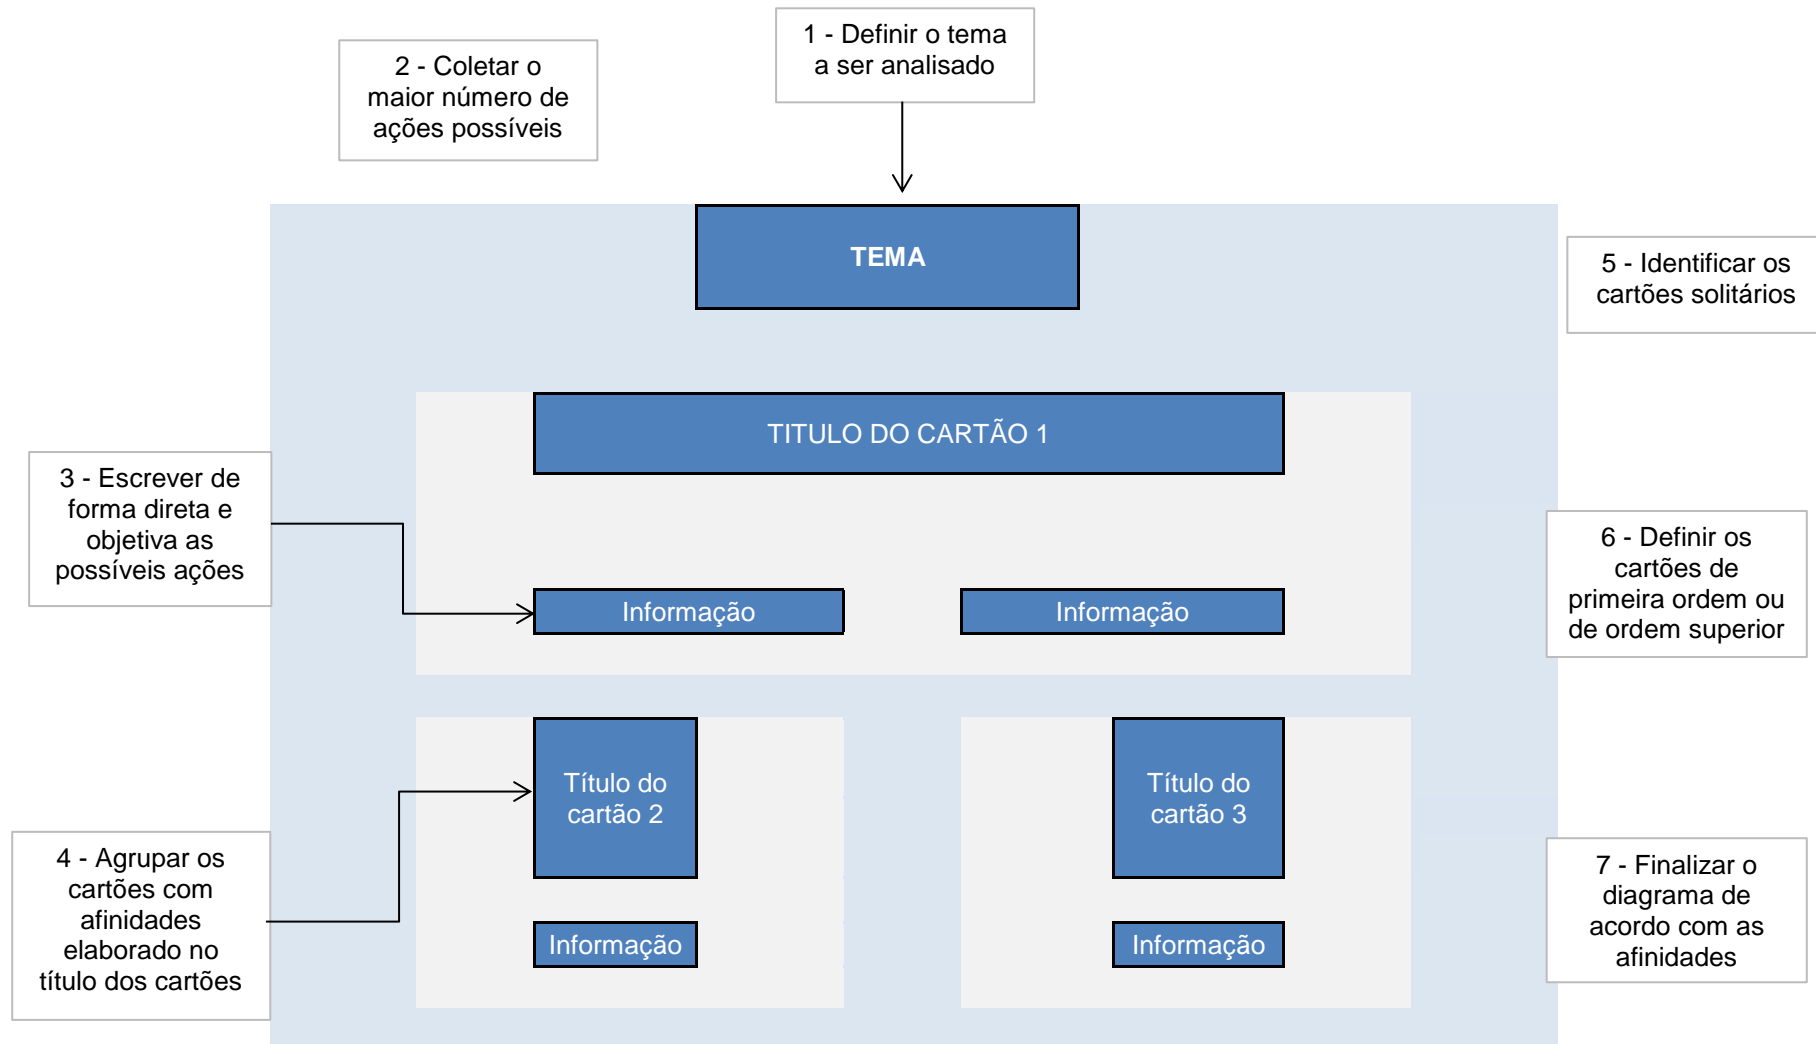 1 - Definir o tema
a ser analisado
2 - Coletar o
maior número de
ações possíveis
TEMA
5 - Identificar os
cartões solitários
TITULO DO CARTÃO 1
3 - Escrever de
forma direta e
objetiva as
possíveis ações
Informação
Informação
6 - Definir os
cartões de
primeira ordem ou
de ordem superior
Título do
cartão 2
Título do
cartão 3
4 - Agrupar os
cartões com
afinidades
elaborado no
título dos cartões
Informação
Informação
7 - Finalizar o
diagrama de
acordo com as
afinidades